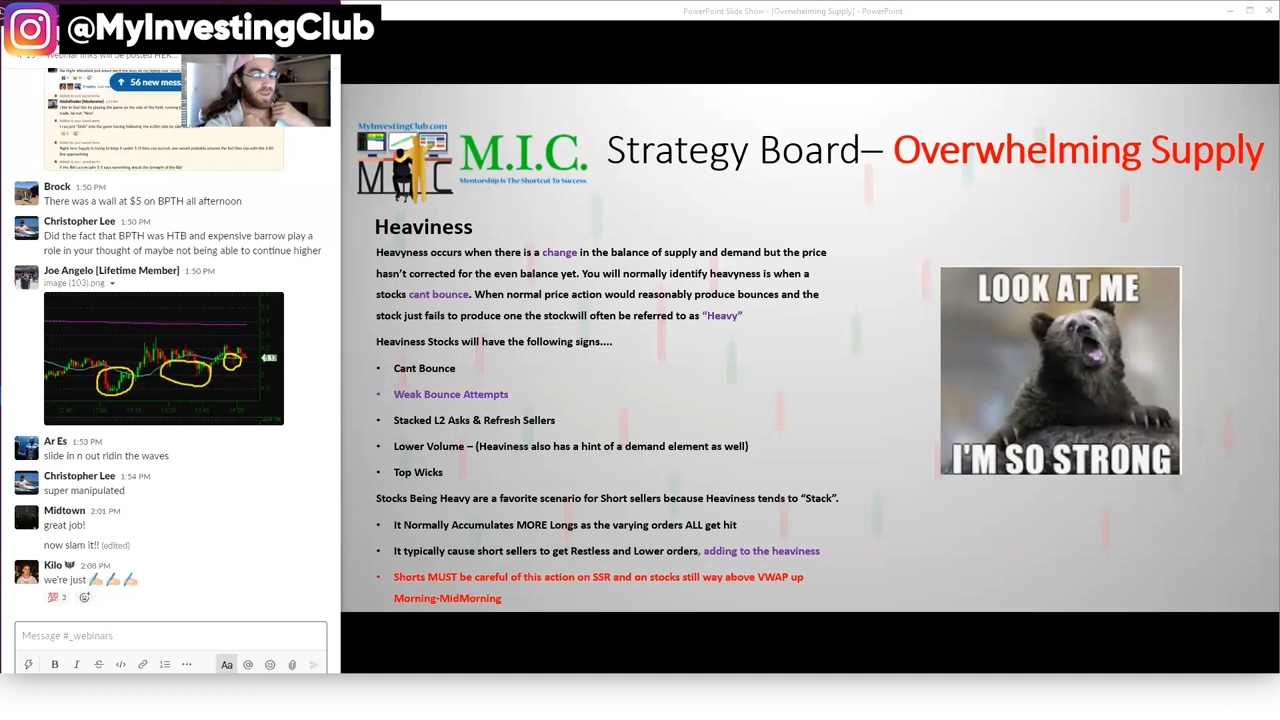 @MyInvestingClub
PowerPoint Slide Show - [Overwhelming Supply] - PowerPoint
56 new mess
Brock 1:50 PM
There was a wall at $5 on BPTH all afternoon
Christopher Lee 1:50 PM
Did the fact that BPTH was HTB and expensive barrow play a
role in your thought of maybe not being able to continue higher
Joe Angelo [Lifetime Member] 1:50 PM
image (103).png
Ar Es 1:53 PM
slide in n out ridin the waves
Christopher Lee 1:54 PM
super manipulated
Midtown 2:01 PM
great job!
now slam it!! (edited)
Kilo 2:08 PM
we're just
3
Message #_webinars
B I S </> Aa @
MyInvestingClub.com
MIC
M.I.C.
Mentorship Is The Shortcut To Success.
Strategy Board– Overwhelming Supply
Heaviness
Heavyness occurs when there is a change in the balance of supply and demand but the price
hasn't corrected for the even balance yet. You will normally identify heavyness is when a
stocks cant bounce. When normal price action would reasonably produce bounces and the
stock just fails to produce one the stockwill often be referred to as “Heavy”
Heaviness Stocks will have the following signs....
• Cant Bounce
• Weak Bounce Attempts
• Stacked L2 Asks & Refresh Sellers
• Lower Volume – (Heaviness also has a hint of a demand element as well)
• Top Wicks
Stocks Being Heavy are a favorite scenario for Short sellers because Heaviness tends to “Stack”.
• It Normally Accumulates MORE Longs as the varying orders ALL get hit
• It typically cause short sellers to get Restless and Lower orders, adding to the heaviness
• Shorts MUST be careful of this action on SSR and on stocks still way above VWAP up
Morning-MidMorning
LOOK AT ME
I'M SO STRONG